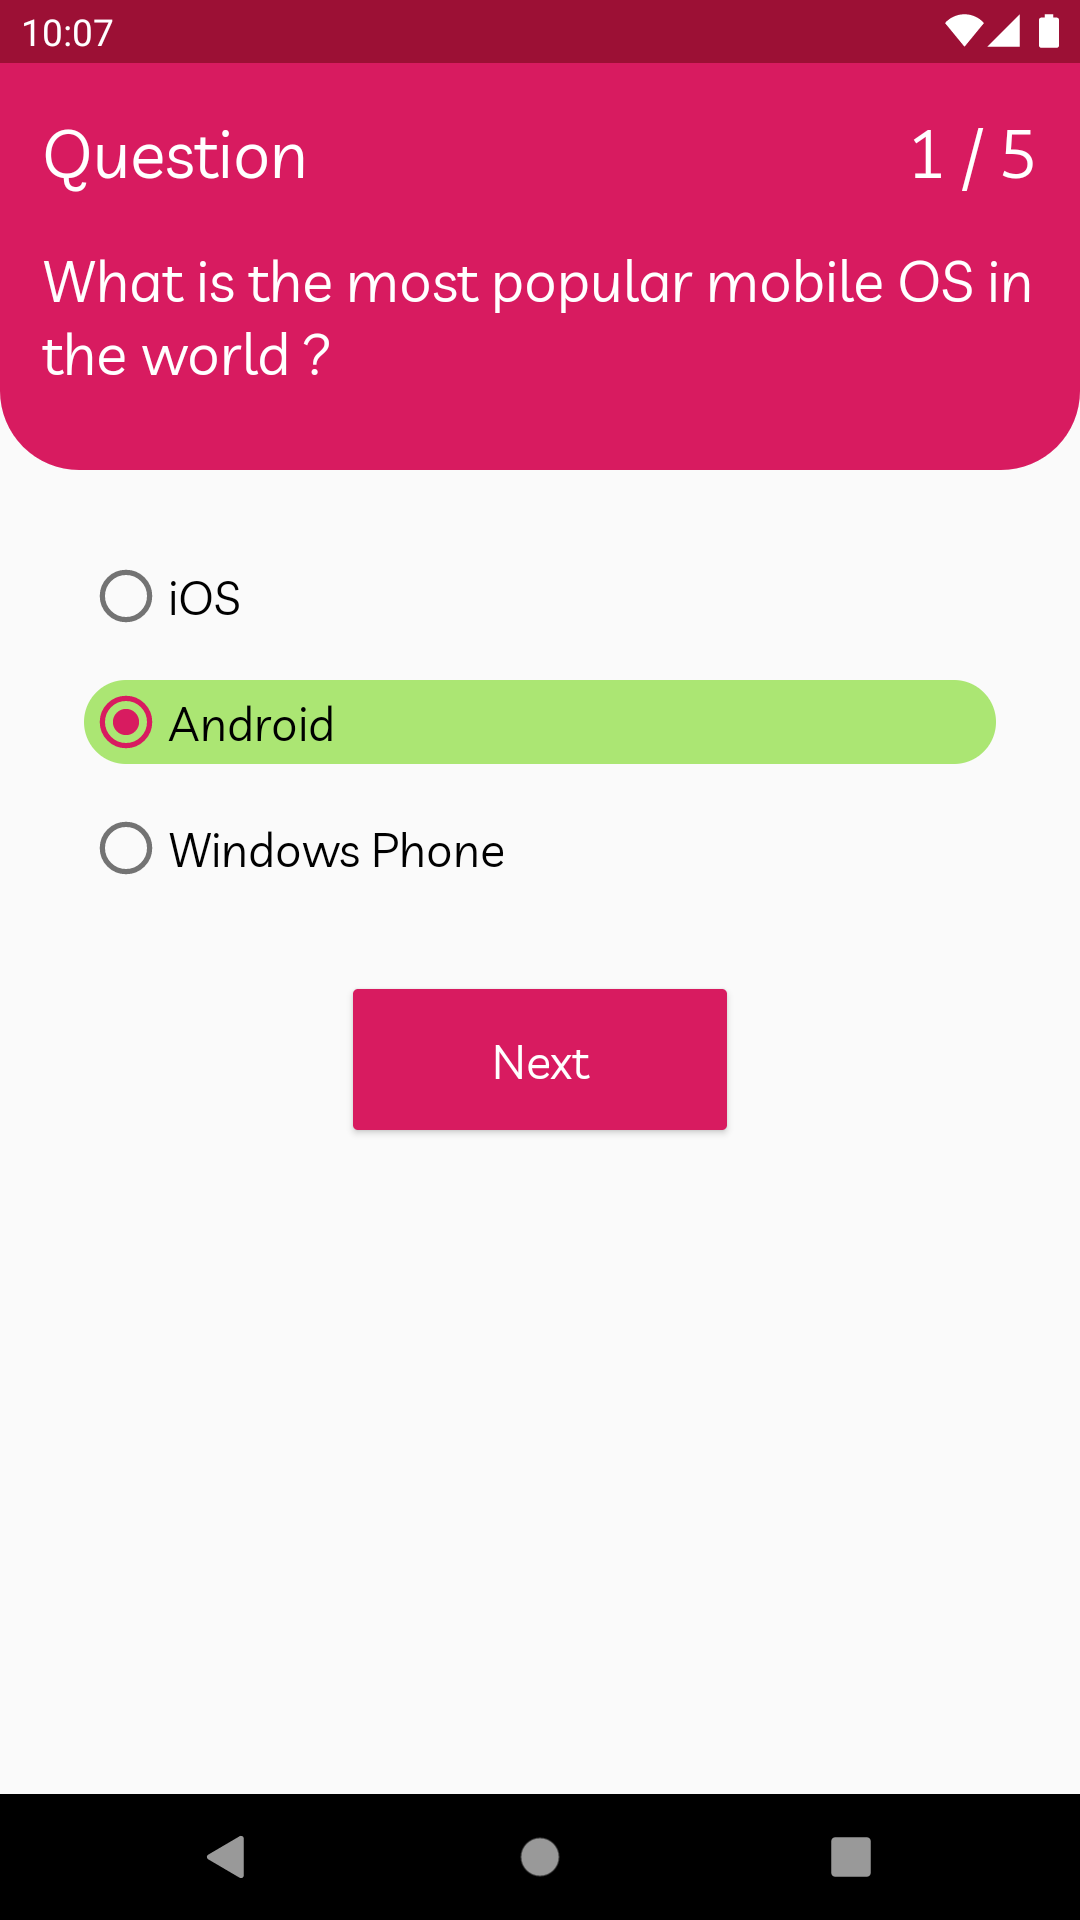 10:07
Question 1 / 5
What is the most popular mobile OS in
the world ?
iOS
Android
Windows Phone
Next